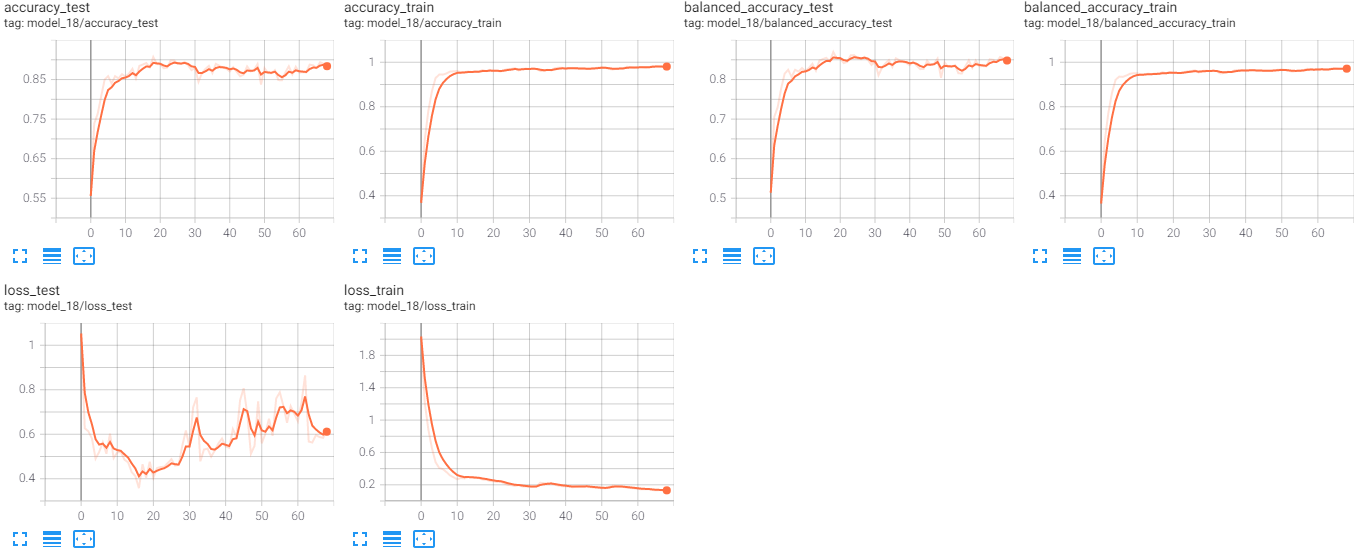 accuracy_test
tag: model_18/accuracy_test
0.85
0.75
0.65
0.55
0 10 20 30 40 50 60
accuracy_train
tag: model_18/accuracy_train
1
0.8
0.6
0.4
0 10 20 30 40 50 60
balanced_accuracy_test
tag: model_18/balanced_accuracy_test
0.8
0.7
0.6
0.5
0 10 20 30 40 50 60
balanced_accuracy_train
tag: model_18/balanced_accuracy_train
1
0.8
0.6
0.4
0 10 20 30 40 50 60
loss_test
tag: model_18/loss_test
1
0.8
0.6
0.4
0 10 20 30 40 50 60
loss_train
tag: model_18/loss_train
1.8
1.4
1
0.6
0.2
0 10 20 30 40 50 60